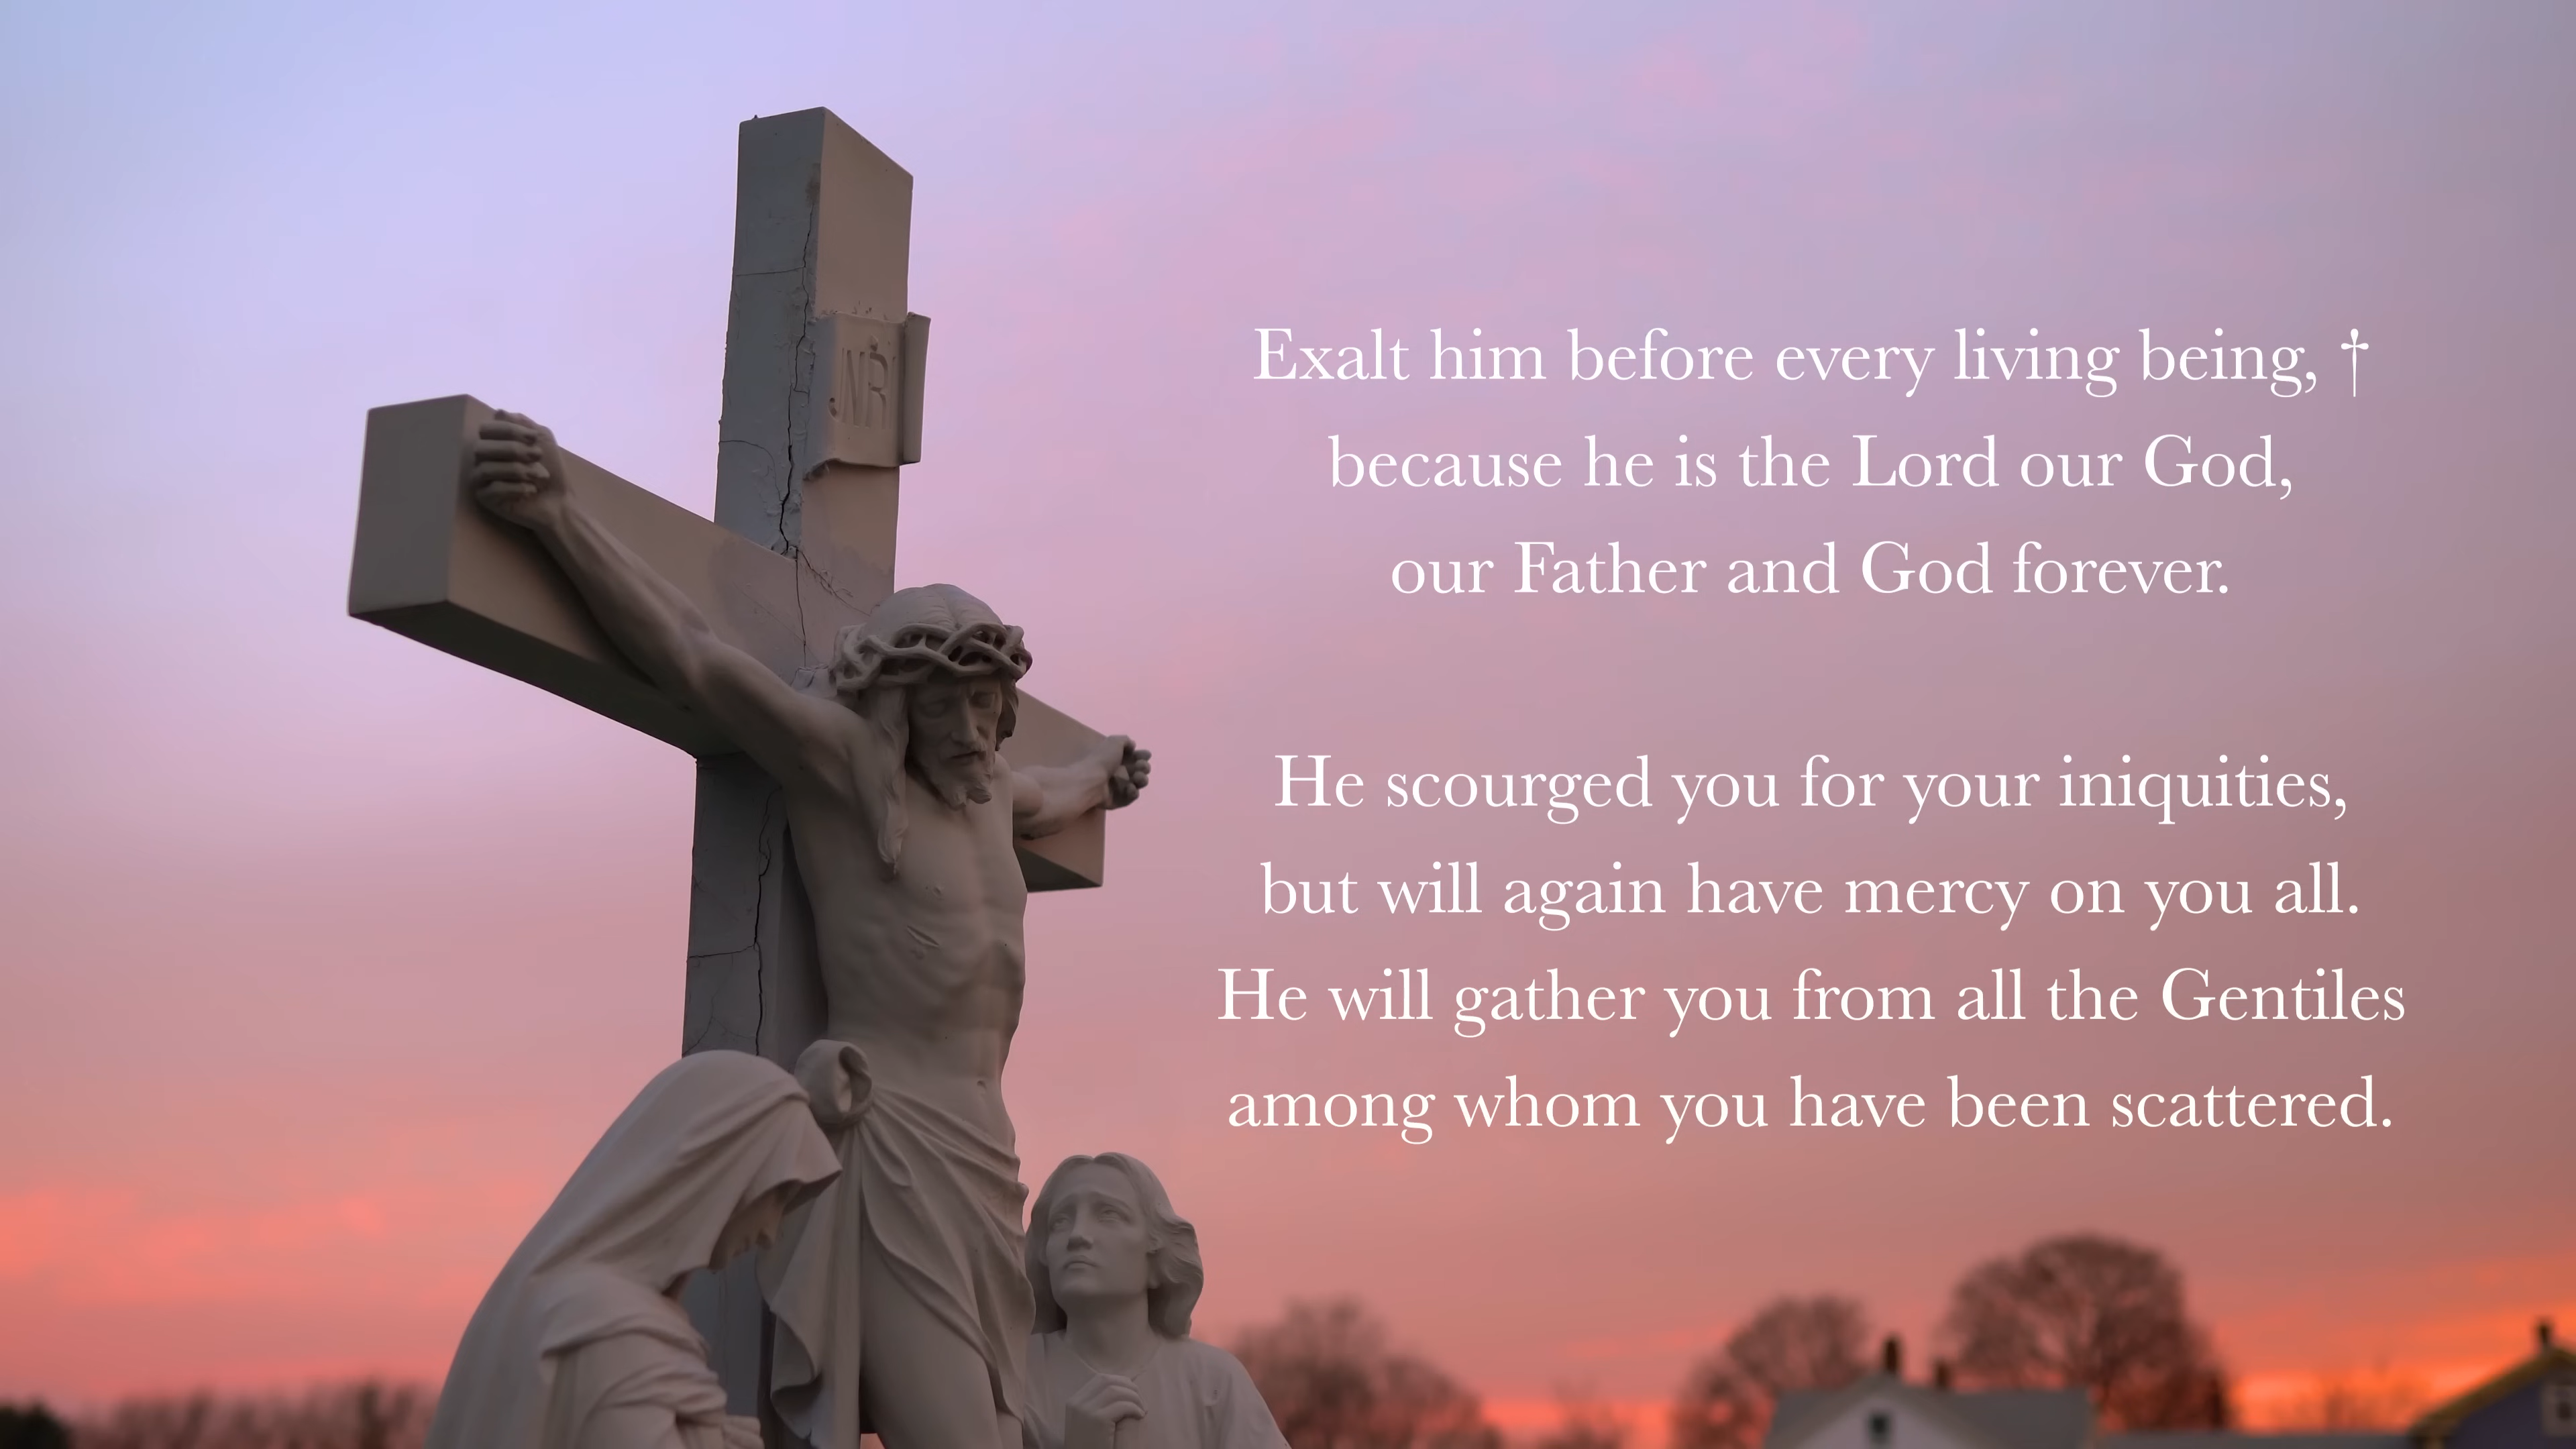 JNRI
Exalt him before every living being, †
because he is the Lord our God,
our Father and God forever.
He scourged you for your iniquities,
but will again have mercy on you all.
He will gather you from all the Gentiles
among whom you have been scattered.